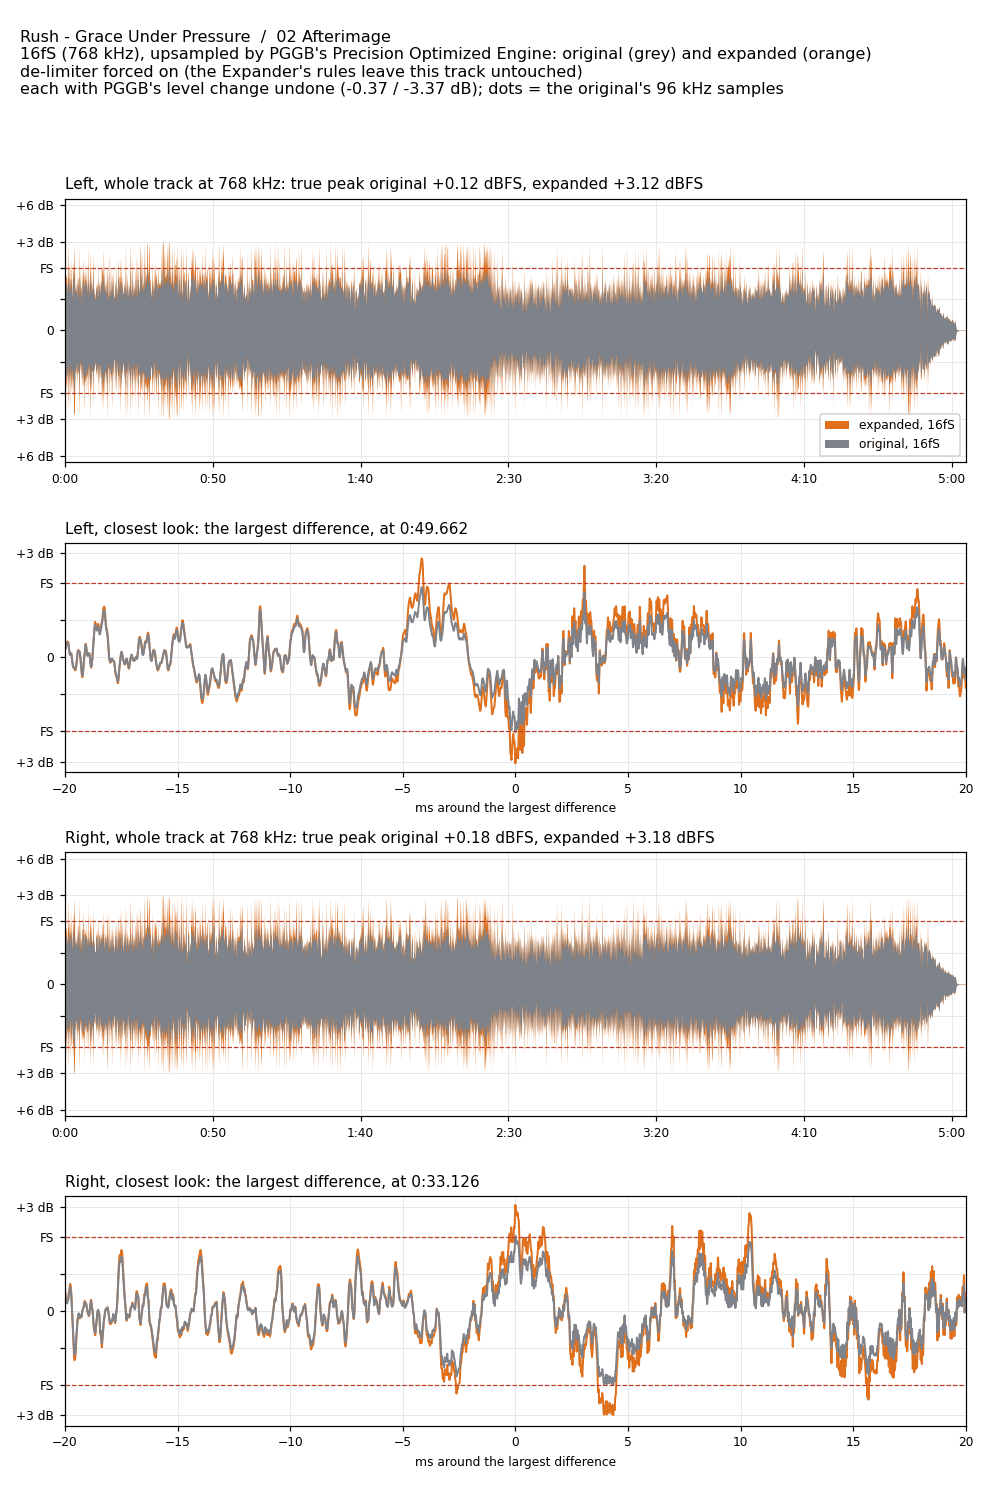 Rush - Grace Under Pressure  /  02 Afterimage
16fS (768 kHz), upsampled by PGGB's Precision Optimized Engine: original (grey) and expanded (orange)
de-limiter forced on (the Expander's rules leave this track untouched)
each with PGGB's level change undone (-0.37 / -3.37 dB); dots = the original's 96 kHz samples
Left, whole track at 768 kHz: true peak original +0.12 dBFS, expanded +3.12 dBFS
+6 dB
+3 dB
FS
0
FS
+3 dB
+6 dB
expanded, 16fS
original, 16fS
0:00 0:50 1:40 2:30 3:20 4:10 5:00
Left, closest look: the largest difference, at 0:49.662
+3 dB
FS
0
FS
+3 dB
−20 −15 −10 −5 0 5 10 15 20
ms around the largest difference
Right, whole track at 768 kHz: true peak original +0.18 dBFS, expanded +3.18 dBFS
+6 dB
+3 dB
FS
0
FS
+3 dB
+6 dB
0:00 0:50 1:40 2:30 3:20 4:10 5:00
Right, closest look: the largest difference, at 0:33.126
+3 dB
FS
0
FS
+3 dB
−20 −15 −10 −5 0 5 10 15 20
ms around the largest difference